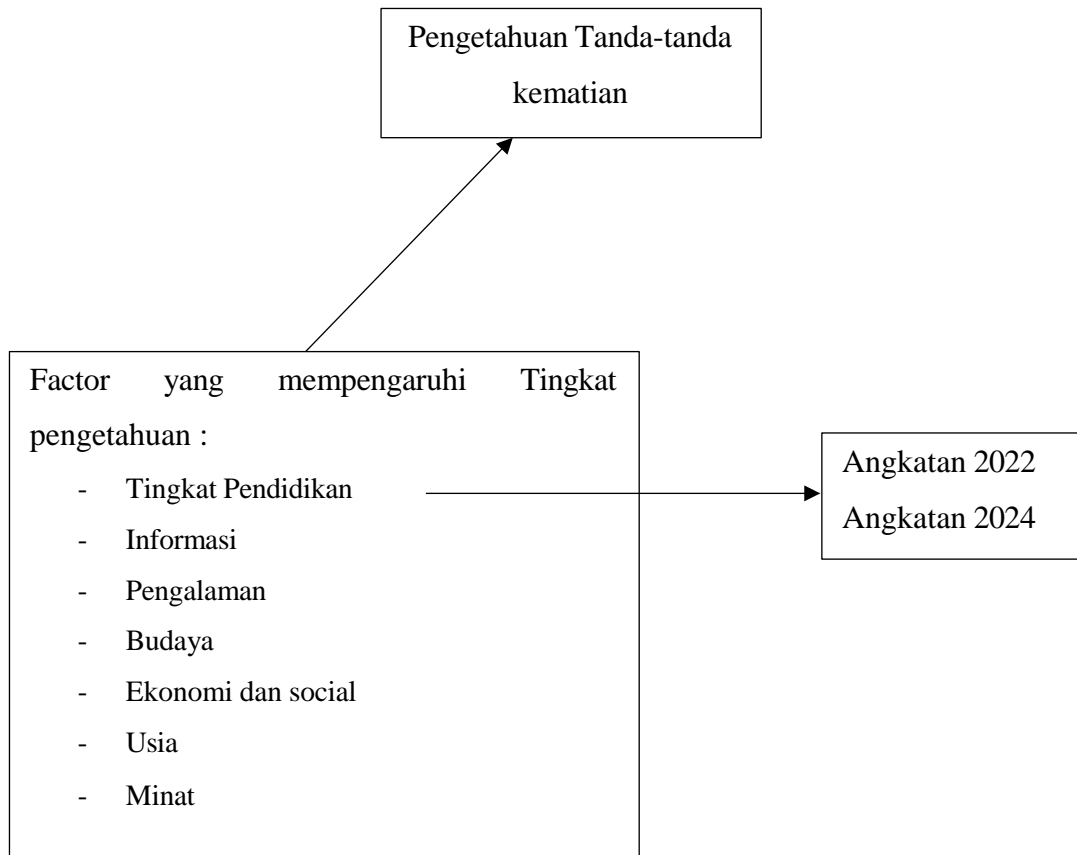 Pengetahuan Tanda-tanda
kematian
Factor yang mempengaruhi Tingkat
pengetahuan :
- Tingkat Pendidikan
- Informasi
- Pengalaman
- Budaya
- Ekonomi dan social
- Usia
- Minat
Angkatan 2022
Angkatan 2024